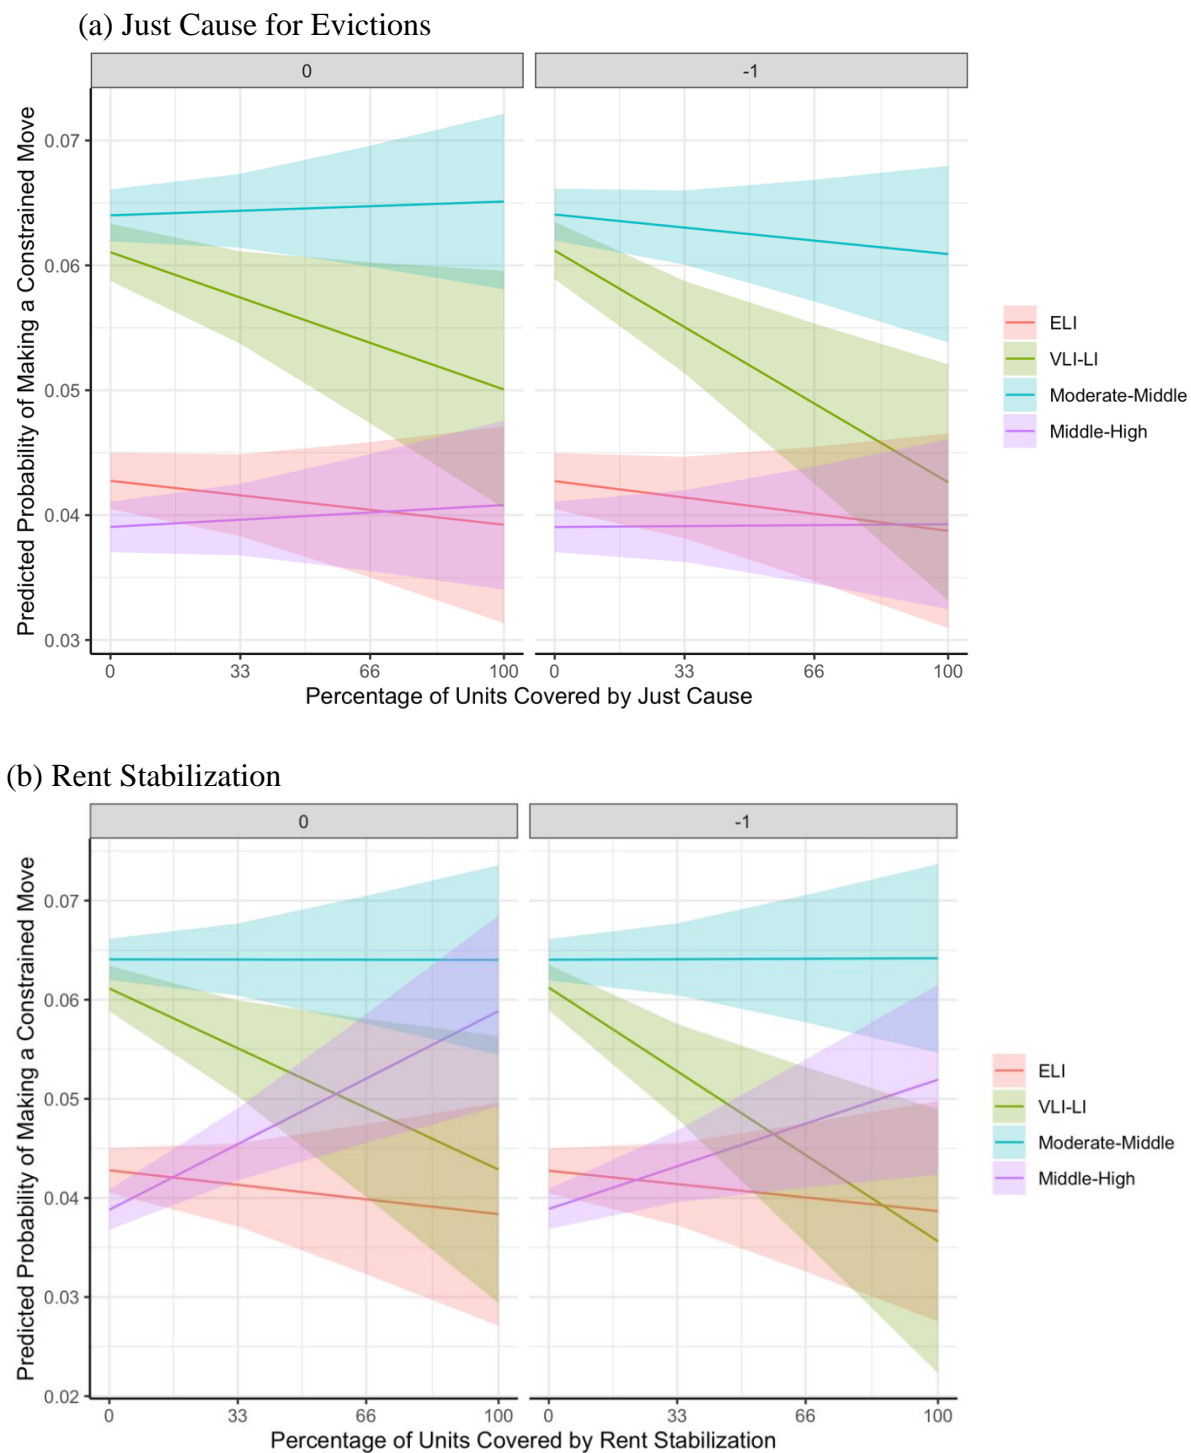 (a) Just Cause for Evictions
0
-1
Predicted Probability of Making a Constrained Move
0.07
0.06
0.05
0.04
0.03
0 33 66 100
0 33 66 100
Percentage of Units Covered by Just Cause
ELI
VLI-LI
Moderate-Middle
Middle-High
(b) Rent Stabilization
0
-1
Predicted Probability of Making a Constrained Move
0.07
0.06
0.05
0.04
0.03
0.02
0 33 66 100
0 33 66 100
Percentage of Units Covered by Rent Stabilization
ELI
VLI-LI
Moderate-Middle
Middle-High